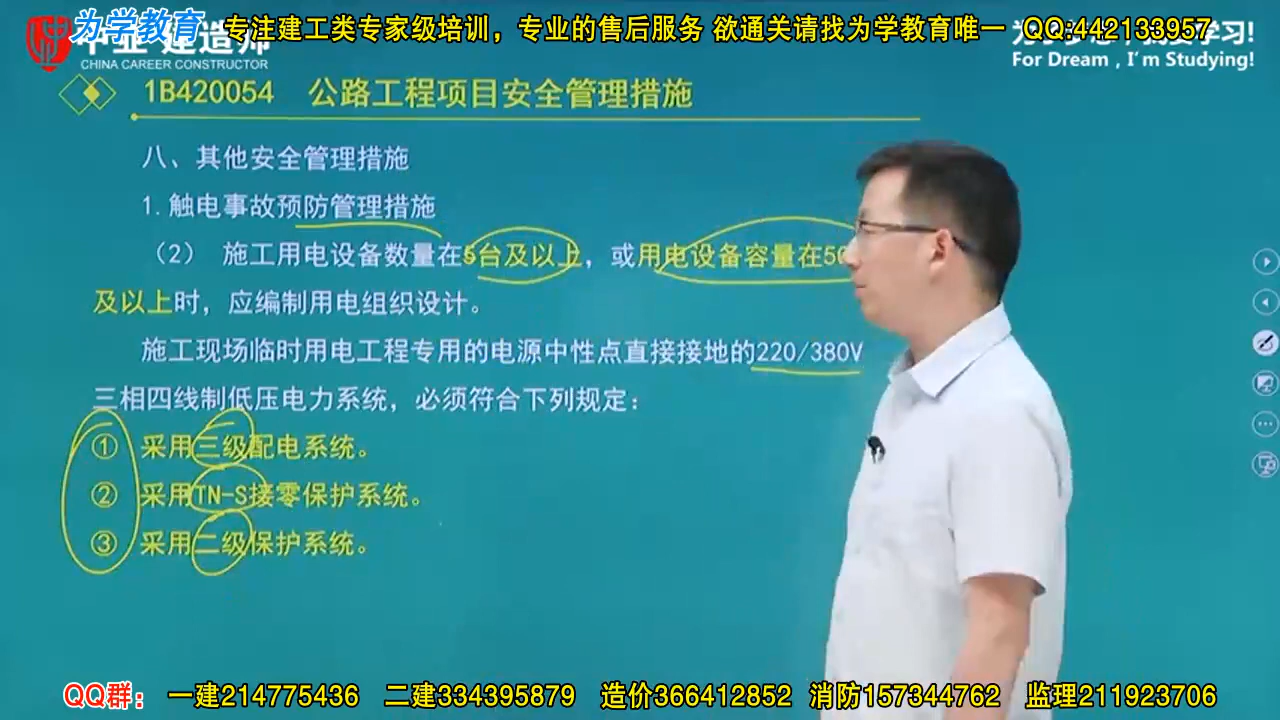 为学教育 专注建工类专家级培训，专业的售后服务 欲通关请找为学教育唯一 QQ:442133957
建造师
CHINA CAREER CONSTRUCTOR
学习!
For Dream , I'm Studying!
1B420054 公路工程项目安全管理措施
八、其他安全管理措施
1.触电事故预防管理措施
（2） 施工用电设备数量在5台及以上，或用电设备容量在50
及以上时，应编制用电组织设计。
施工现场临时用电工程专用的电源中性点直接接地的220/380V
三相四线制低压电力系统，必须符合下列规定：
① 采用三级配电系统。
② 采用TN-S接零保护系统。
③ 采用二级保护系统。
QQ群： 一建214775436 二建334395879 造价366412852 消防157344762 监理211923706